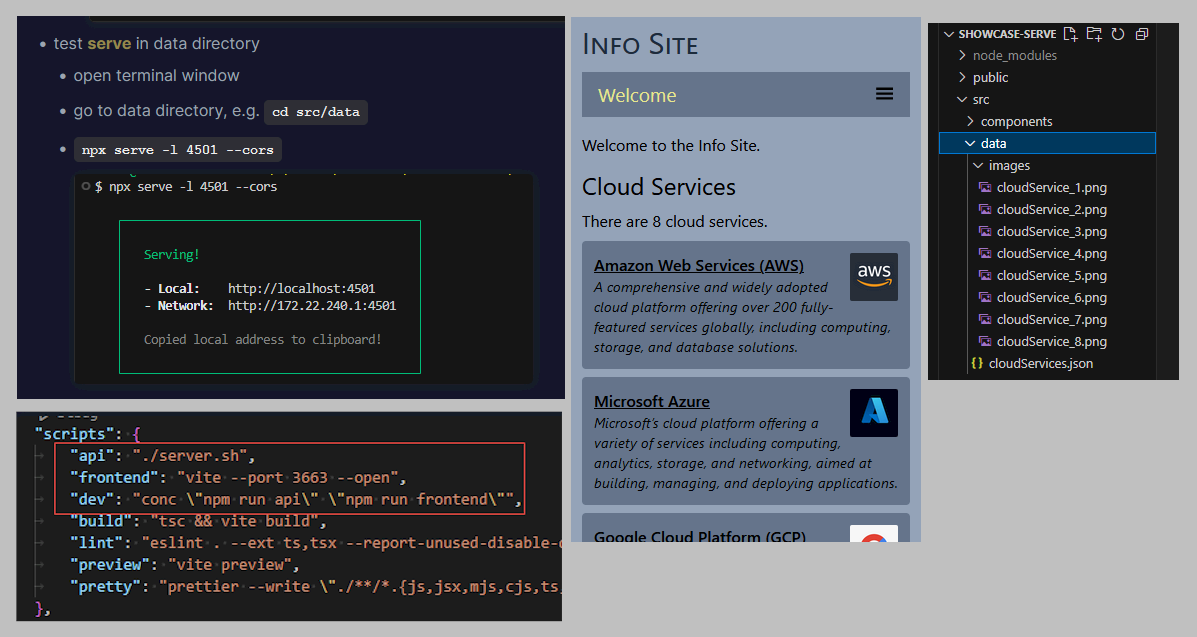 test serve in data directory
open terminal window
go to data directory, e.g. cd src/data
npx serve -l 4501 --cors
$ npx serve -l 4501 --cors
Serving!
- Local: http://localhost:4501
- Network: http://172.22.240.1:4501
Copied local address to clipboard!
"scripts": {
"api": "./server.sh",
"frontend": "vite --port 3663 --open",
"dev": "conc \"npm run api\" \"npm run frontend\"",
"build": "tsc && vite build",
"lint": "eslint . --ext ts,tsx --report-unused-disable-
"preview": "vite preview",
"pretty": "prettier --write \"./**/*.{js,jsx,mjs,cjs,ts,
},
Info Site
Welcome
Welcome to the Info Site.
Cloud Services
There are 8 cloud services.
Amazon Web Services (AWS)
aws
A comprehensive and widely adopted
cloud platform offering over 200 fully-
featured services globally, including computing,
storage, and database solutions.
Microsoft Azure
Microsoft's cloud platform offering a
variety of services including computing,
analytics, storage, and networking, aimed at
building, managing, and deploying applications.
Google Cloud Platform (GCP)
SHOWCASE-SERVE
node_modules
public
src
components
data
images
cloudService_1.png
cloudService_2.png
cloudService_3.png
cloudService_4.png
cloudService_5.png
cloudService_6.png
cloudService_7.png
cloudService_8.png
{} cloudServices.json